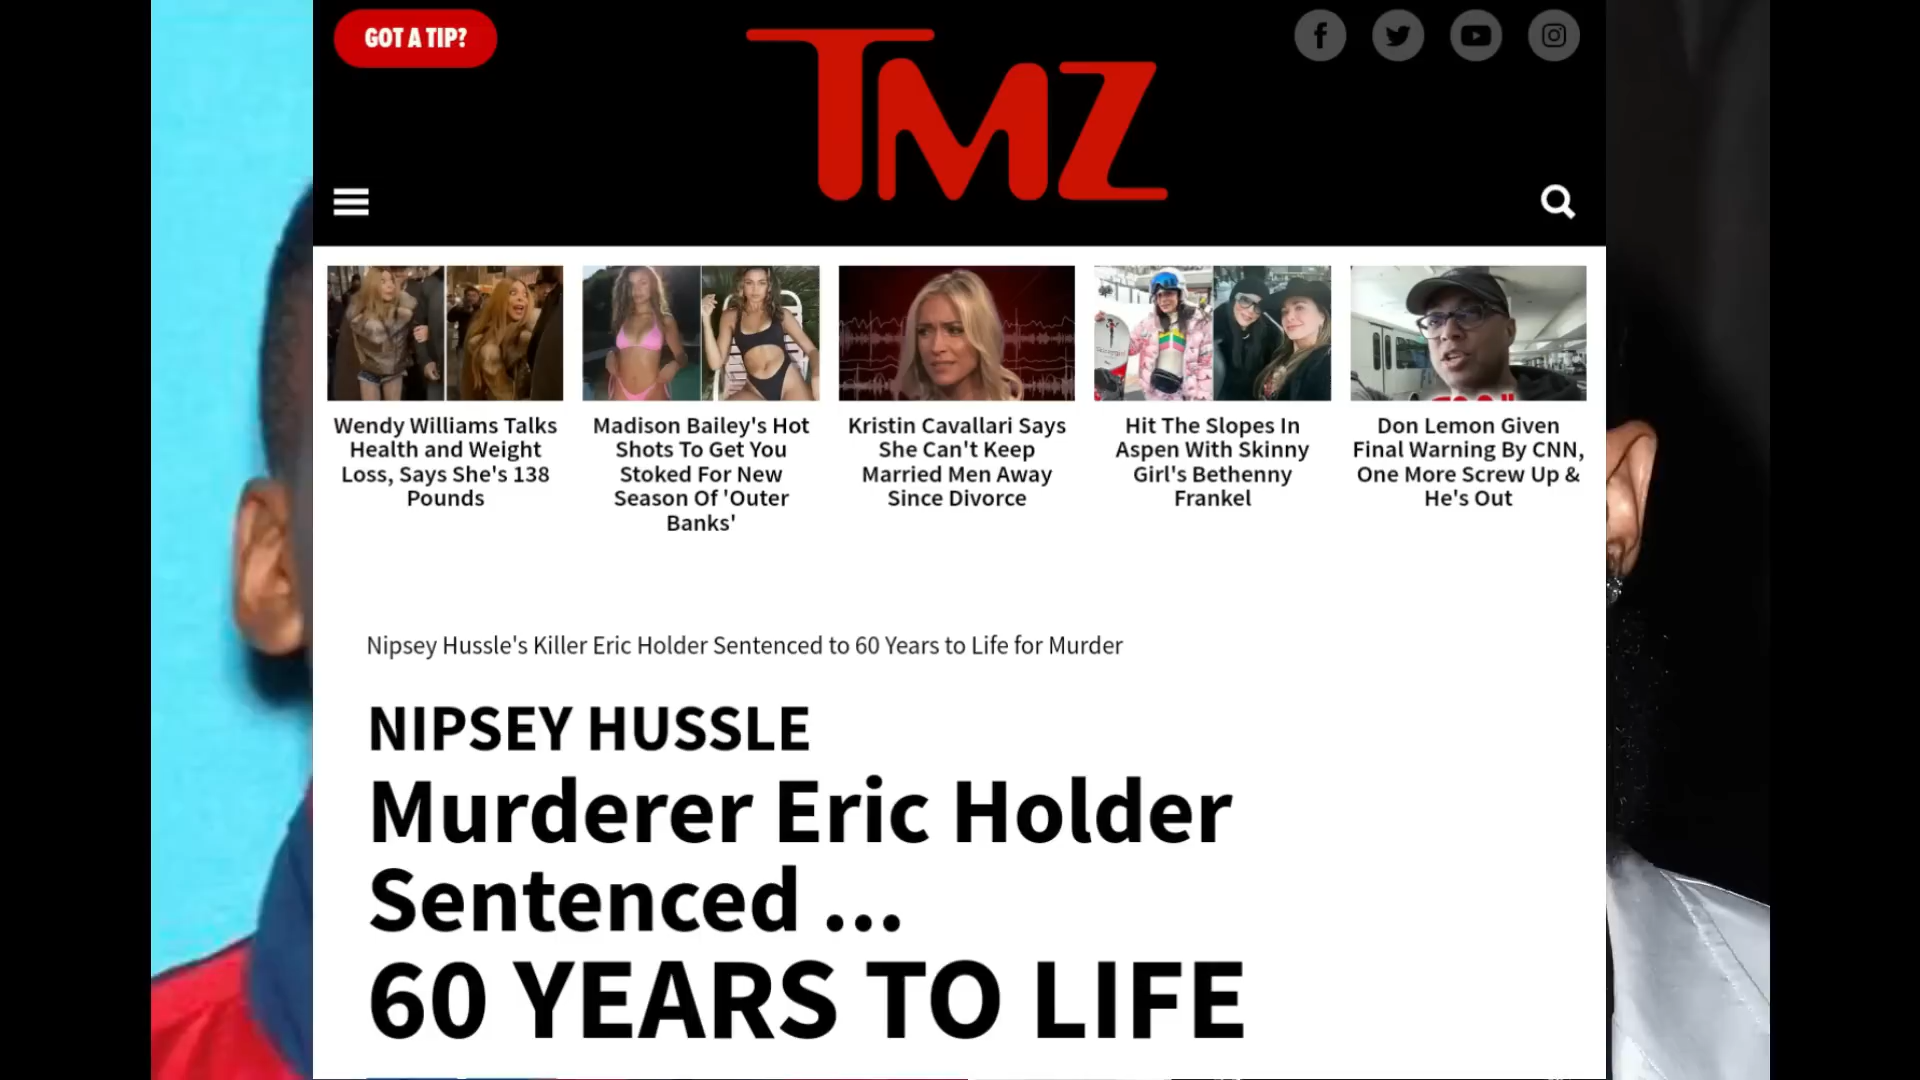 GOT A TIP?
TMZ
Wendy Williams Talks
Health and Weight
Loss, Says She's 138
Pounds
Madison Bailey's Hot
Shots To Get You
Stoked For New
Season Of 'Outer
Banks'
Kristin Cavallari Says
She Can't Keep
Married Men Away
Since Divorce
Hit The Slopes In
Aspen With Skinny
Girl's Bethenny
Frankel
Don Lemon Given
Final Warning By CNN,
One More Screw Up &
He's Out
Nipsey Hussle's Killer Eric Holder Sentenced to 60 Years to Life for Murder
NIPSEY HUSSLE
Murderer Eric Holder
Sentenced ...
60 YEARS TO LIFE